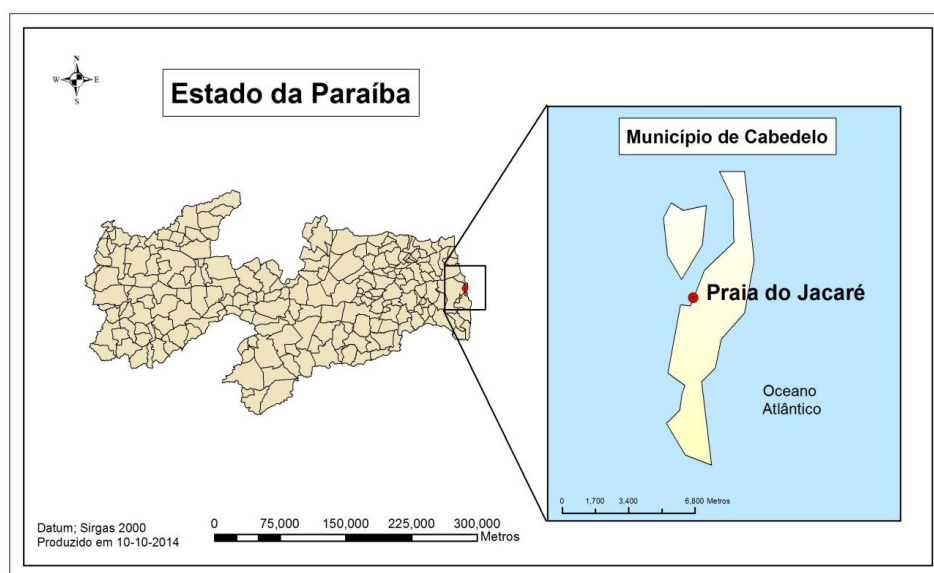 N
W E
S
Estado da Paraíba
Município de Cabedelo
Praia do Jacaré
Oceano
Atlântico
0 1,700 3,400 6,800 Metros
Datum; Sirgas 2000
Produzido em 10-10-2014
0 75,000 150,000 225,000 300,000
Metros